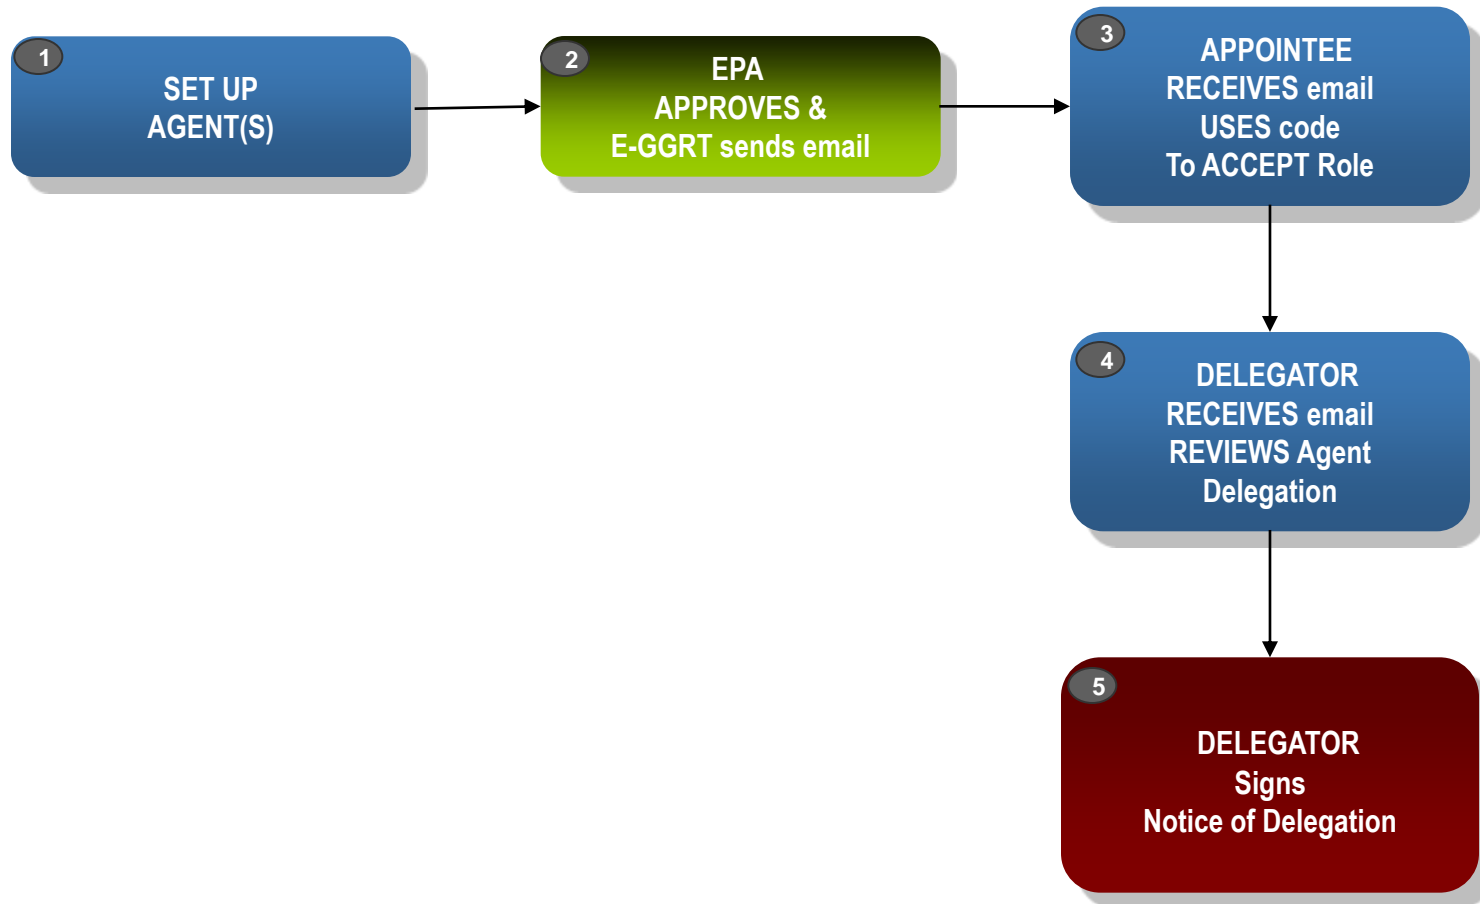 1
SET UP
AGENT(S)
2
EPA
APPROVES &
E-GGRT sends email
3
APPOINTEE
RECEIVES email
USES code
To ACCEPT Role
4
DELEGATOR
RECEIVES email
REVIEWS Agent
Delegation
5
DELEGATOR
Signs
Notice of Delegation